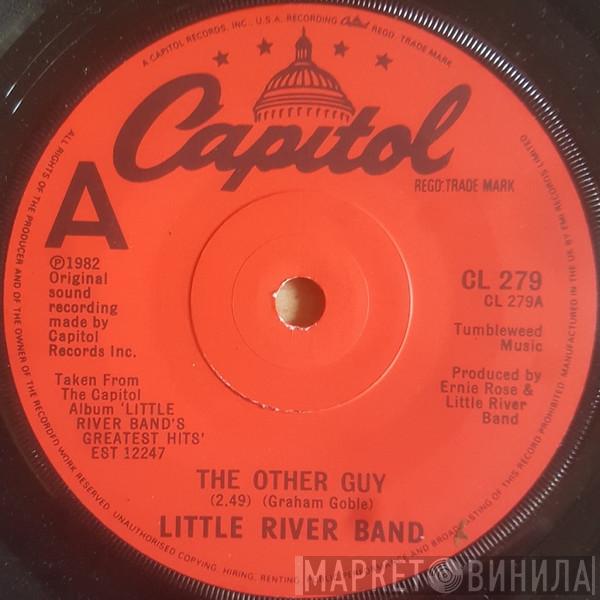 A CAPITOL RECORDS, INC., U.S.A. RECORDING Capitol REGD. TRADE MARK
Capitol
REGD. TRADE MARK
A
℗1982
Original
sound
recording
made by
Capitol
Records Inc.
Taken From
The Capitol
Album 'LITTLE
RIVER BAND'S
GREATEST HITS'
EST 12247
CL 279
CL 279A
Tumbleweed
Music
Produced by
Ernie Rose &
Little River
Band
THE OTHER GUY
(2.49) (Graham Goble)
LITTLE RIVER BAND
ALL RIGHTS OF THE PRODUCER AND OF THE OWNER OF THE RECORDED WORK RESERVED. UNAUTHORISED COPYING, HIRING, RENTING, PUBLIC PERFORMANCE AND BROADCASTING OF THIS RECORD PROHIBITED. MANUFACTURED IN THE UK BY EMI RECORDS LIMITED
МАРКЕТ ВИНИЛА